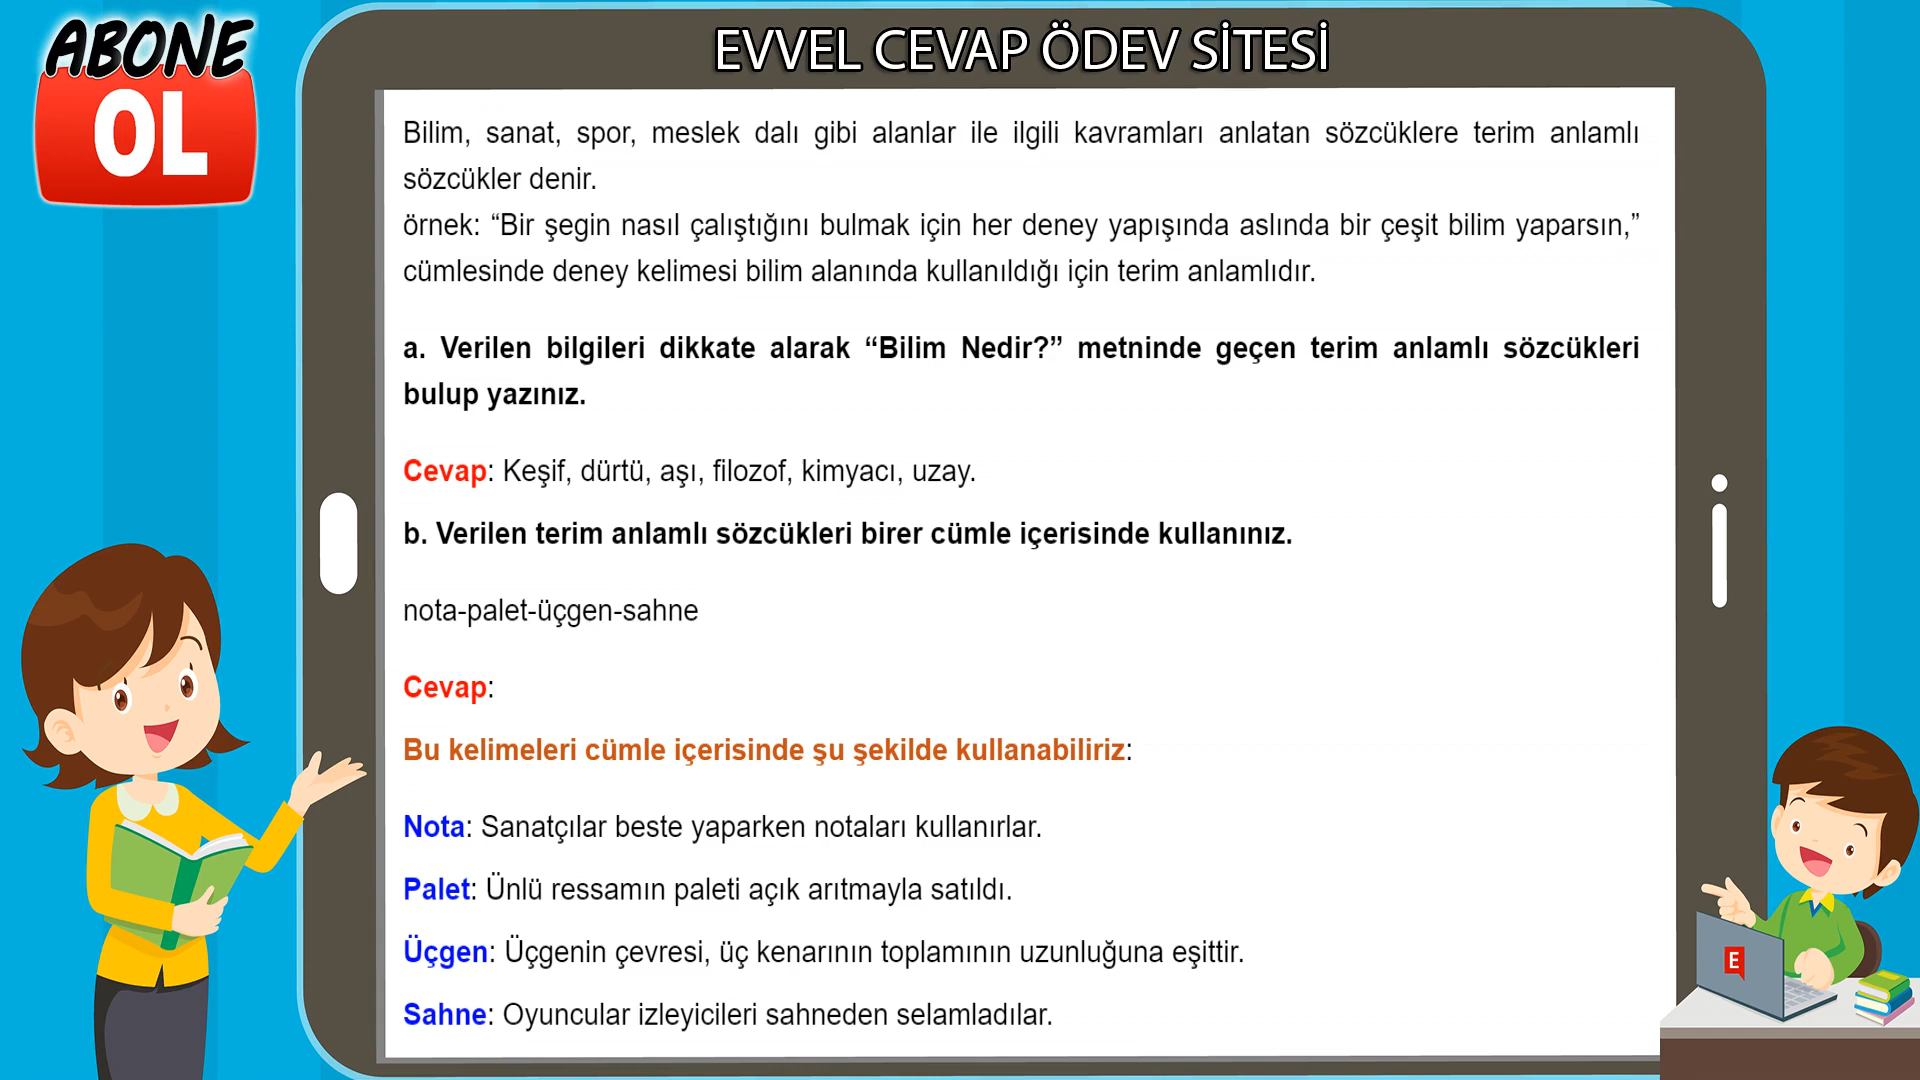 ABONE
OL
EVVEL CEVAP ÖDEV SİTESİ
Bilim, sanat, spor, meslek dalı gibi alanlar ile ilgili kavramları anlatan sözcüklere terim anlamlı
sözcükler denir.
örnek: “Bir şegin nasıl çalıştığını bulmak için her deney yapışında aslında bir çeşit bilim yaparsın,”
cümlesinde deney kelimesi bilim alanında kullanıldığı için terim anlamlıdır.
a. Verilen bilgileri dikkate alarak “Bilim Nedir?” metninde geçen terim anlamlı sözcükleri
bulup yazınız.
Cevap: Keşif, dürtü, aşı, filozof, kimyacı, uzay.
b. Verilen terim anlamlı sözcükleri birer cümle içerisinde kullanınız.
nota-palet-üçgen-sahne
Cevap:
Bu kelimeleri cümle içerisinde şu şekilde kullanabiliriz:
Nota: Sanatçılar beste yaparken notaları kullanırlar.
Palet: Ünlü ressamın paleti açık arıtmayla satıldı.
Üçgen: Üçgenin çevresi, üç kenarının toplamının uzunluğuna eşittir.
Sahne: Oyuncular izleyicileri sahneden selamladılar.
E